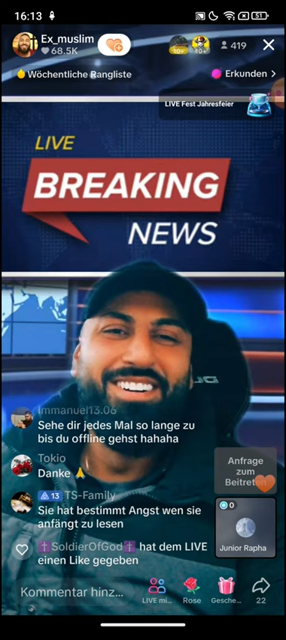 16:13
51
Ex_muslim
68.5K
10+
10+
419
Wöchentliche Rangliste
Erkunden >
LIVE Fest Jahresfeier
LIVE
BREAKING
NEWS
Immanuel13.06
Sehe dir jedes Mal so lange zu
bis du offline gehst hahaha
Tokio
Danke 🙏
13 TS-Family
Sie hat bestimmt Angst wen sie
anfängt zu lesen
✝️SoldierOfGod✝️ hat dem LIVE
einen Like gegeben
Anfrage
zum
Beitreten
0
Junior Rapha
Kommentar hinz...
LIVE mi...
Rose
Gesche...
22